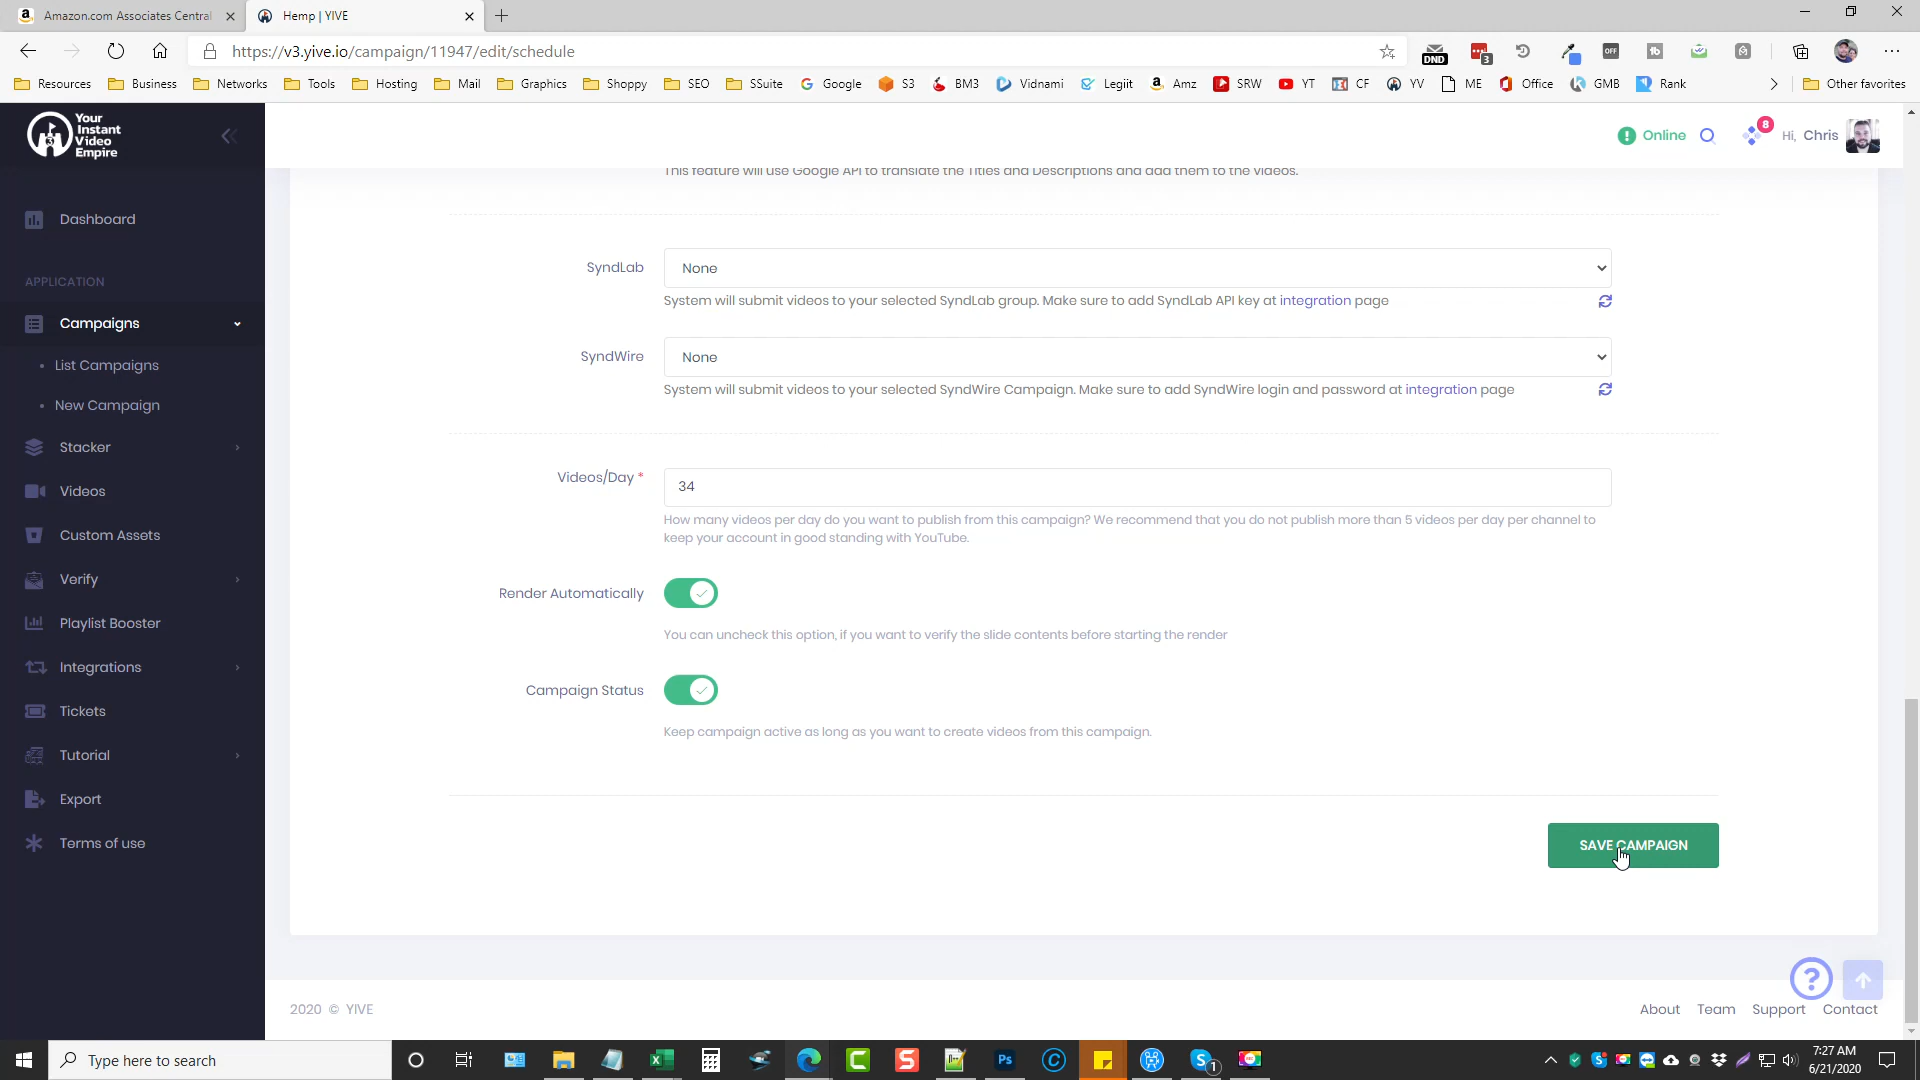 Amazon.com Associates Central
Hemp | YIVE
https://v3.yive.io/campaign/11947/edit/schedule
DND
3
OFF
Resources
Business
Networks
Tools
Hosting
Mail
Graphics
Shoppy
SEO
SSuite
Google
S3
BM3
Vidnami
Legiit
Amz
SRW
YT
CF
YV
ME
Office
GMB
Rank
Other favorites
Your
Instant
Video
Empire
Online
8
Hi, Chris
Dashboard
APPLICATION
Campaigns
List Campaigns
New Campaign
Stacker
Videos
Custom Assets
Verify
Playlist Booster
Integrations
Tickets
Tutorial
Export
Terms of use
This feature will use Google API to translate the Titles and Descriptions and add them to the videos.
SyndLab
None
System will submit videos to your selected SyndLab group. Make sure to add SyndLab API key at integration page
SyndWire
None
System will submit videos to your selected SyndWire Campaign. Make sure to add SyndWire login and password at integration page
Videos/Day *
34
How many videos per day do you want to publish from this campaign? We recommend that you do not publish more than 5 videos per day per channel to
keep your account in good standing with YouTube.
Render Automatically
You can uncheck this option, if you want to verify the slide contents before starting the render
Campaign Status
Keep campaign active as long as you want to create videos from this campaign.
SAVE CAMPAIGN
?
2020 © YIVE
About
Team
Support
Contact
Type here to search
Ps
1
7:27 AM
6/21/2020